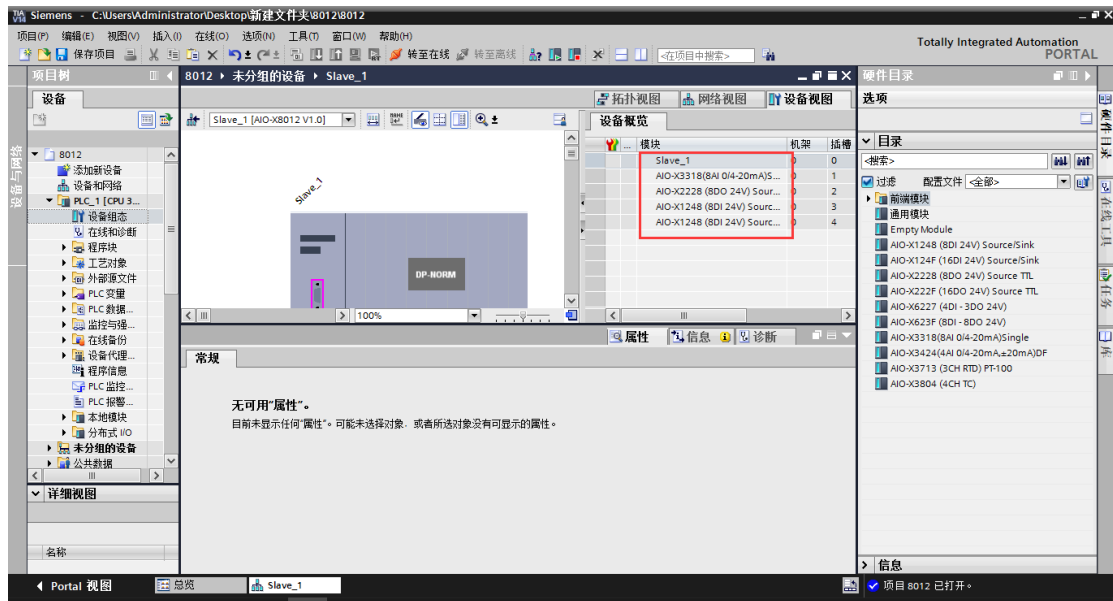 Siemens - C:\Users\Administrator\Desktop\新建文件夹\8012\8012
项目(P) 编辑(E) 视图(V) 插入(I) 在线(O) 选项(N) 工具(T) 窗口(W) 帮助(H)
Totally Integrated Automation
PORTAL
保存项目 转至在线 转至离线 <在项目中搜索>
项目树
设备
8012
添加新设备
设备和网络
PLC_1 [CPU 3...
设备组态
在线和诊断
程序块
工艺对象
外部源文件
PLC 变量
PLC 数据...
监控与强...
在线备份
设备代理...
程序信息
PLC 监控...
PLC 报警...
本地模块
分布式 I/O
未分组的设备
公共数据
详细视图
名称
设备与网络
8012 ▸ 未分组的设备 ▸ Slave_1
拓扑视图 网络视图 设备视图
Slave_1 [AIO-X8012 V1.0]
Slave_1
DP-NORM
100%
设备概览
... 模块 机架 插槽
Slave_1 0 0
AIO-X3318(8AI 0/4-20mA)S... 0 1
AIO-X2228 (8DO 24V) Sour... 0 2
AIO-X1248 (8DI 24V) Sourc... 0 3
AIO-X1248 (8DI 24V) Sourc... 0 4
属性 信息 诊断
常规
无可用"属性"。
目前未显示任何"属性"。可能未选择对象，或者所选对象没有可显示的属性。
硬件目录
选项
目录
<搜索>
过滤 配置文件 <全部>
前端模块
通用模块
Empty Module
AIO-X1248 (8DI 24V) Source/Sink
AIO-X124F (16DI 24V) Source/Sink
AIO-X2228 (8DO 24V) Source TTL
AIO-X222F (16DO 24V) Source TTL
AIO-X6227 (4DI - 3DO 24V)
AIO-X623F (8DI - 8DO 24V)
AIO-X3318(8AI 0/4-20mA)Single
AIO-X3424(4AI 0/4-20mA,±20mA)DF
AIO-X3713 (3CH RTD) PT-100
AIO-X3804 (4CH TC)
信息
硬件目录
在线工具
任务
库
Portal 视图 总览 Slave_1 项目 8012 已打开。